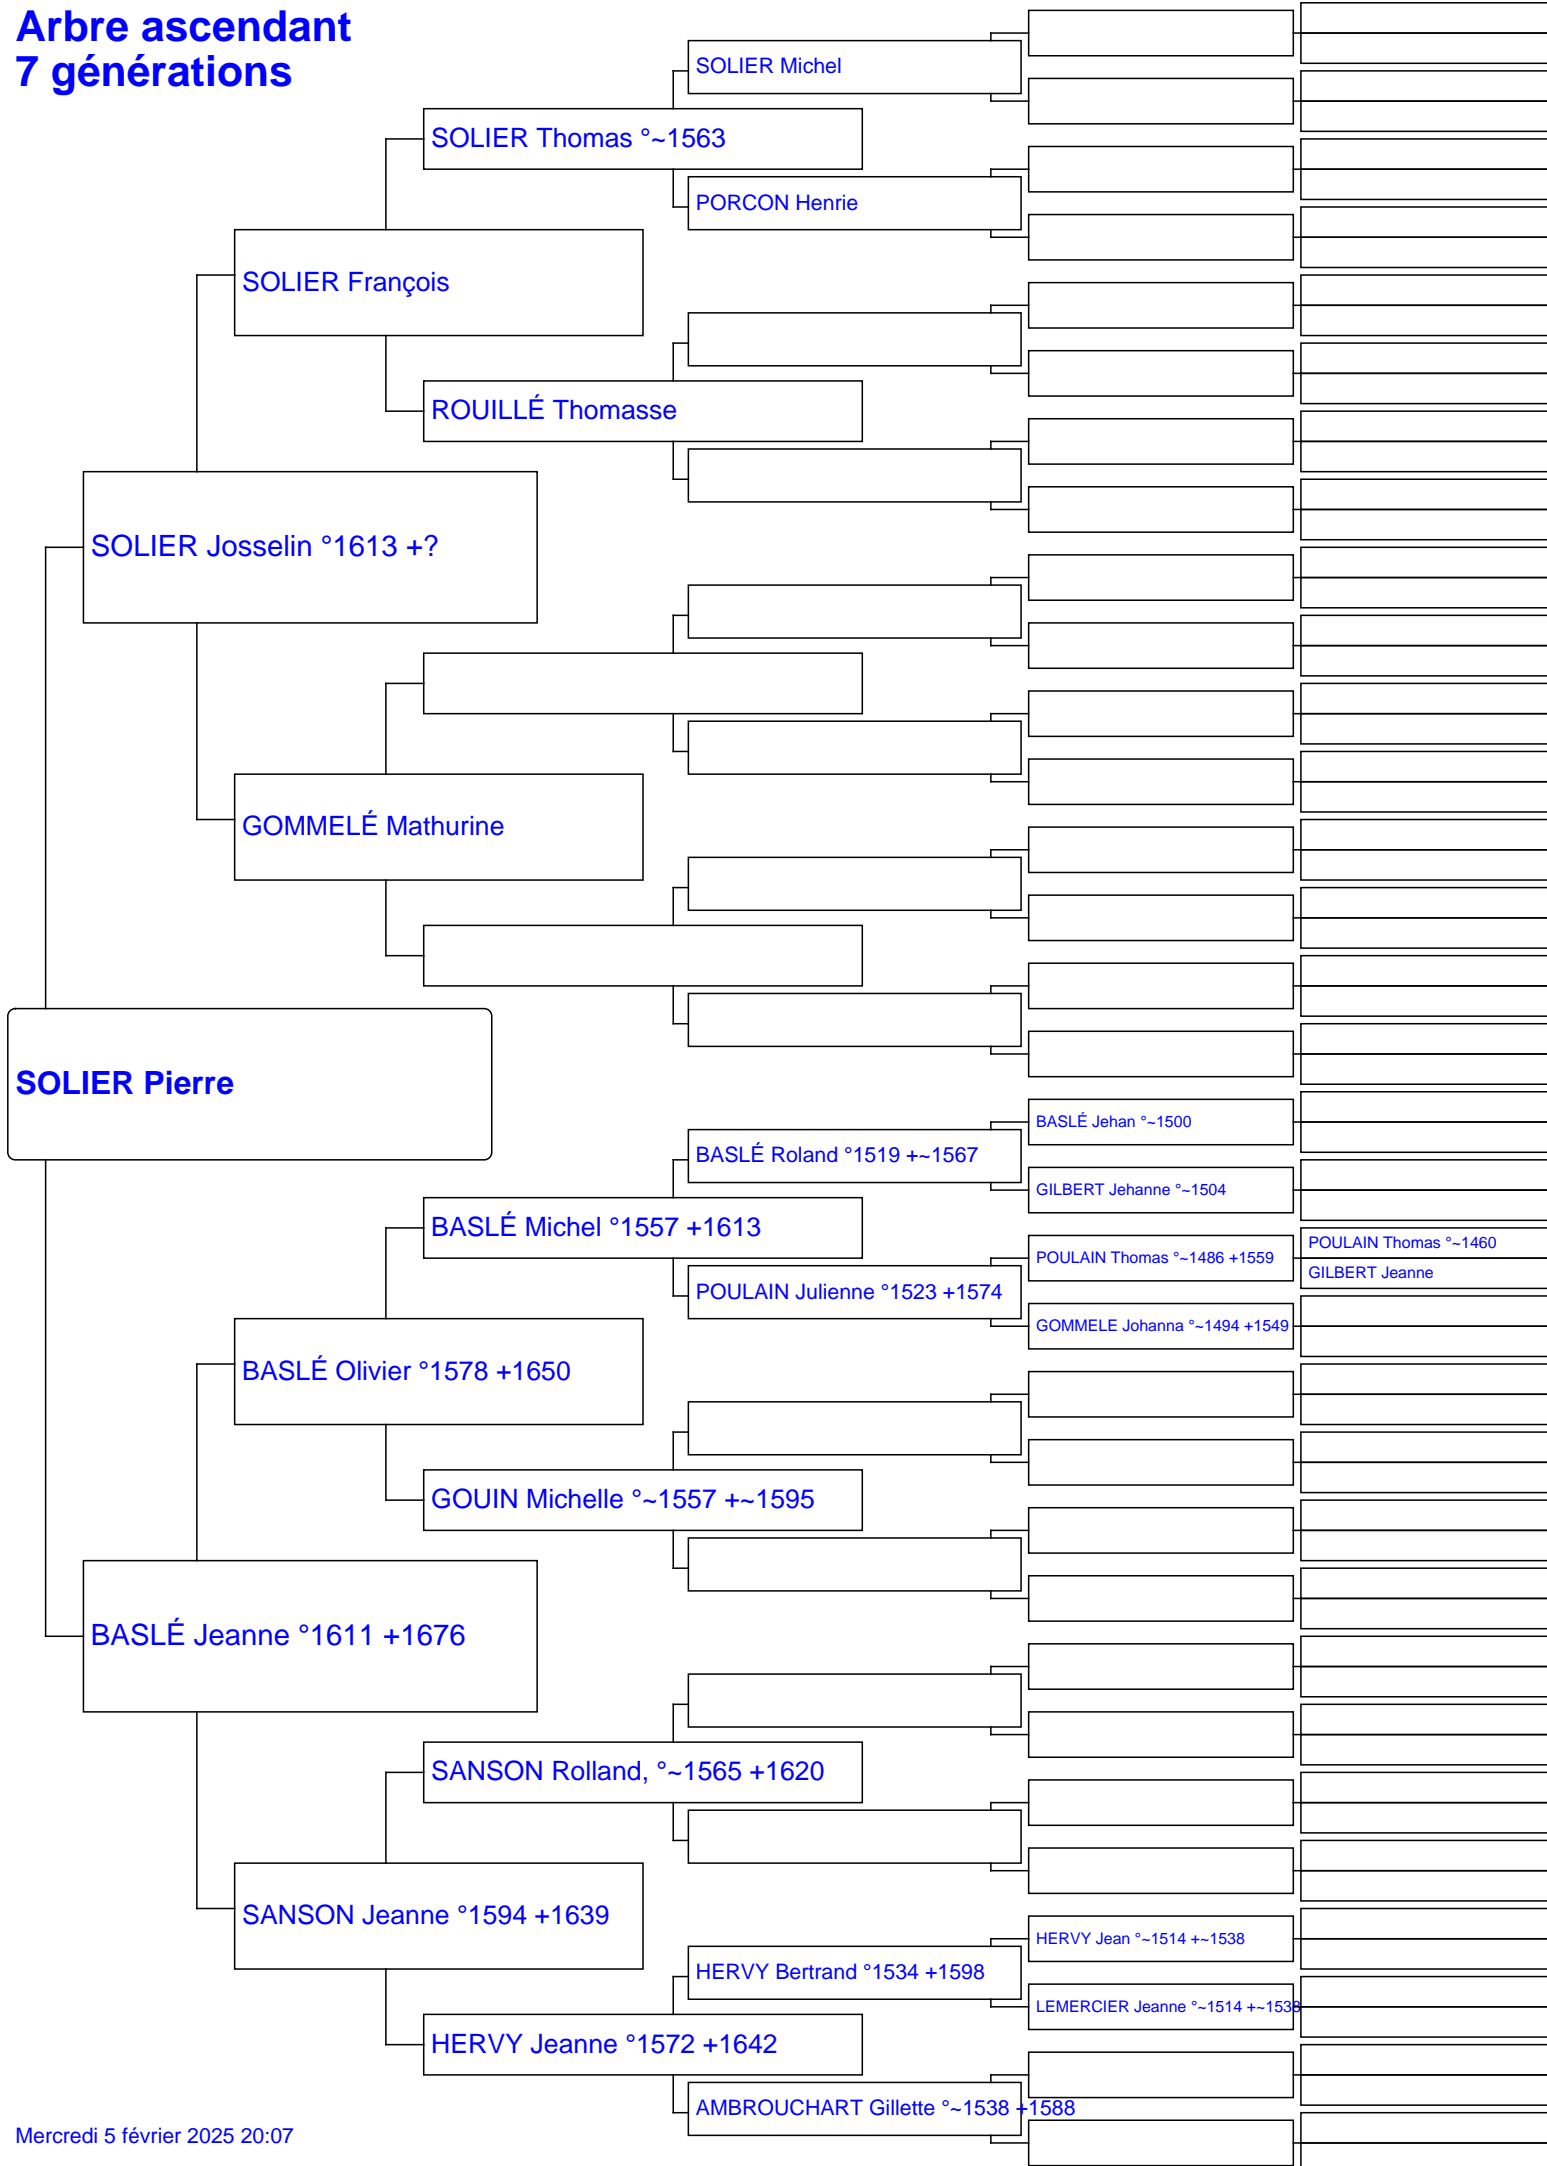 Arbre ascendant
7 générations
SOLIER Michel
SOLIER Thomas °~1563
PORCON Henrie
SOLIER François
ROUILLÉ Thomasse
SOLIER Josselin °1613 +?
GOMMELÉ Mathurine
SOLIER Pierre
BASLÉ Jehan °~1500
BASLÉ Roland °1519 +~1567
GILBERT Jehanne °~1504
BASLÉ Michel °1557 +1613
POULAIN Thomas °~1460
POULAIN Thomas °~1486 +1559
GILBERT Jeanne
POULAIN Julienne °1523 +1574
GOMMELE Johanna °~1494 +1549
BASLÉ Olivier °1578 +1650
GOUIN Michelle °~1557 +~1595
BASLÉ Jeanne °1611 +1676
SANSON Rolland, °~1565 +1620
SANSON Jeanne °1594 +1639
HERVY Jean °~1514 +~1538
HERVY Bertrand °1534 +1598
LEMERCIER Jeanne °~1514 +~1538
HERVY Jeanne °1572 +1642
AMBROUCHART Gillette °~1538 +1588
Mercredi 5 février 2025 20:07